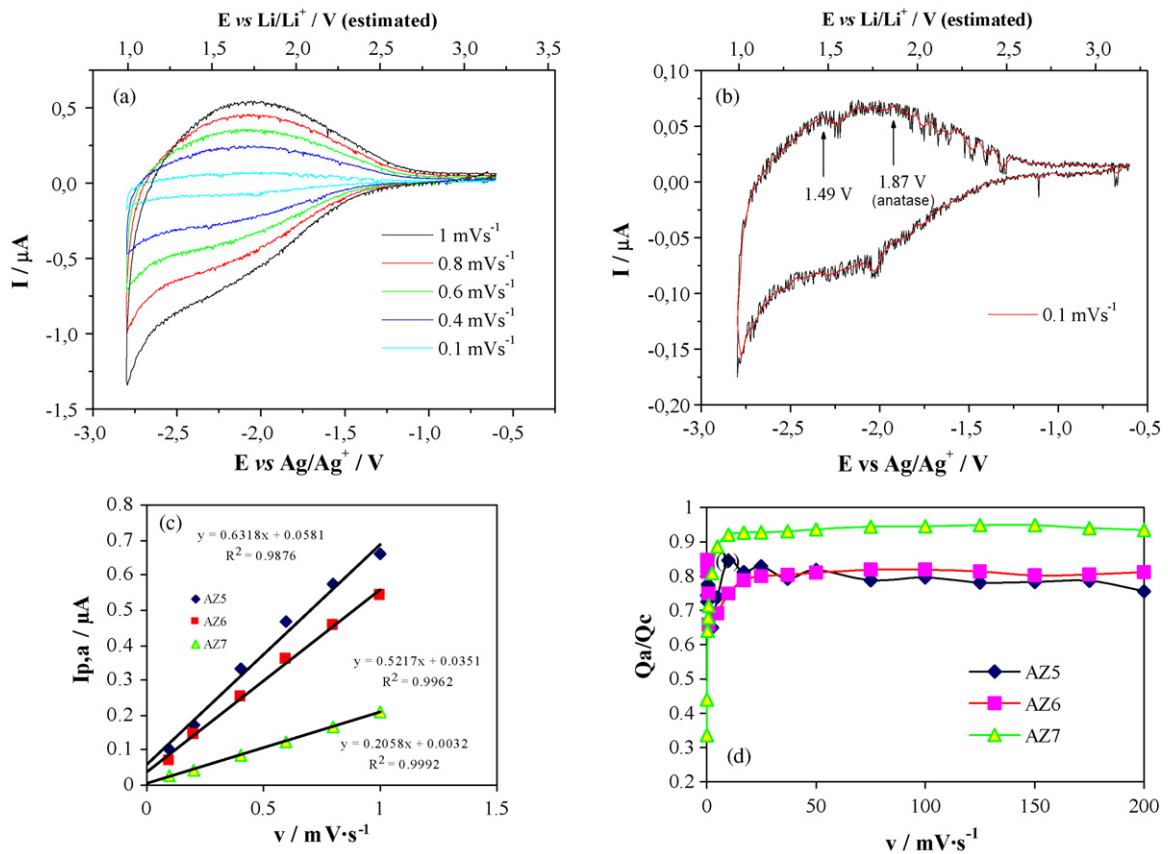 E vs Li/Li⁺ / V (estimated)
1,0 1,5 2,0 2,5 3,0 3,5
(a)
0,5
0,0
-0,5
-1,0
-1,5
I / µA
1 mVs⁻¹
0.8 mVs⁻¹
0.6 mVs⁻¹
0.4 mVs⁻¹
0.1 mVs⁻¹
-3,0 -2,5 -2,0 -1,5 -1,0 -0,5
E vs Ag/Ag⁺ / V
E vs Li/Li⁺ / V (estimated)
1,0 1,5 2,0 2,5 3,0
(b)
0,10
0,05
0,00
-0,05
-0,10
-0,15
-0,20
I / µA
1.49 V
1.87 V
(anatase)
0.1 mVs⁻¹
-3,0 -2,5 -2,0 -1,5 -1,0 -0,5
E vs Ag/Ag⁺ / V
(c)
0.8
0.7
0.6
0.5
0.4
0.3
0.2
0.1
0
Ip,a / µA
y = 0.6318x + 0.0581
R² = 0.9876
AZ5
AZ6
AZ7
y = 0.5217x + 0.0351
R² = 0.9962
y = 0.2058x + 0.0032
R² = 0.9992
0 0.5 1 1.5
v / mV·s⁻¹
1
0.9
0.8
0.7
0.6
0.5
0.4
0.3
0.2
Qa/Qc
AZ5
AZ6
AZ7
(d)
0 50 100 150 200
v / mV·s⁻¹